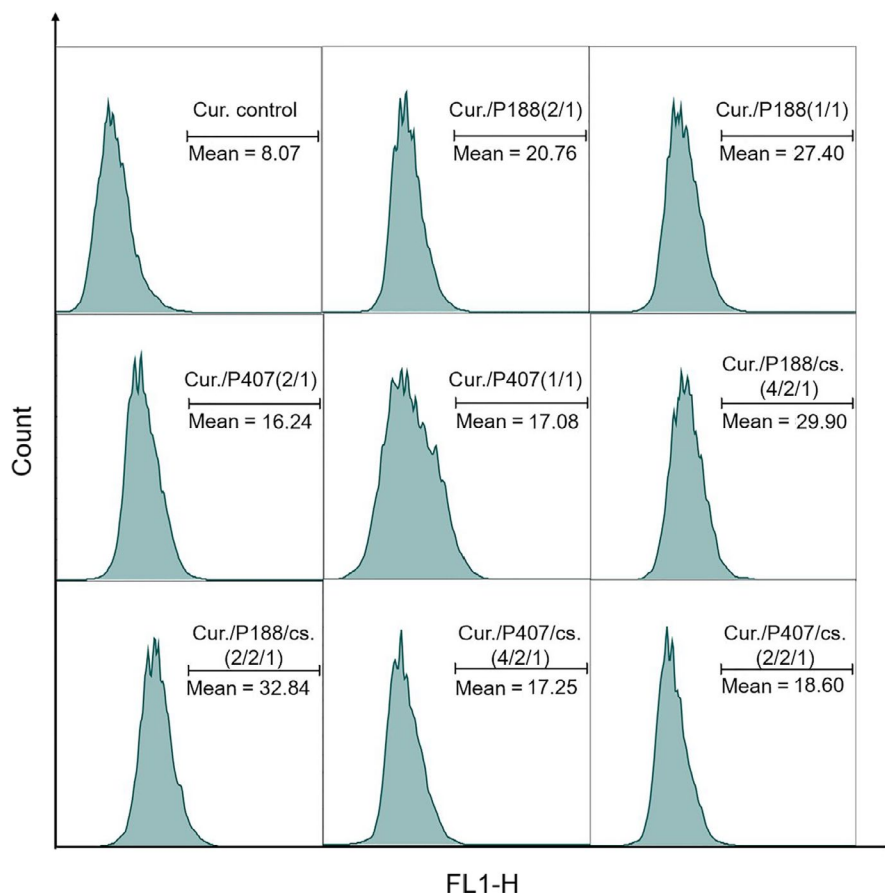 Cur. control
Mean = 8.07
Cur./P188(2/1)
Mean = 20.76
Cur./P188(1/1)
Mean = 27.40
Cur./P407(2/1)
Mean = 16.24
Cur./P407(1/1)
Mean = 17.08
Cur./P188/cs.
(4/2/1)
Mean = 29.90
Cur./P188/cs.
(2/2/1)
Mean = 32.84
Cur./P407/cs.
(4/2/1)
Mean = 17.25
Cur./P407/cs.
(2/2/1)
Mean = 18.60
Count
FL1-H